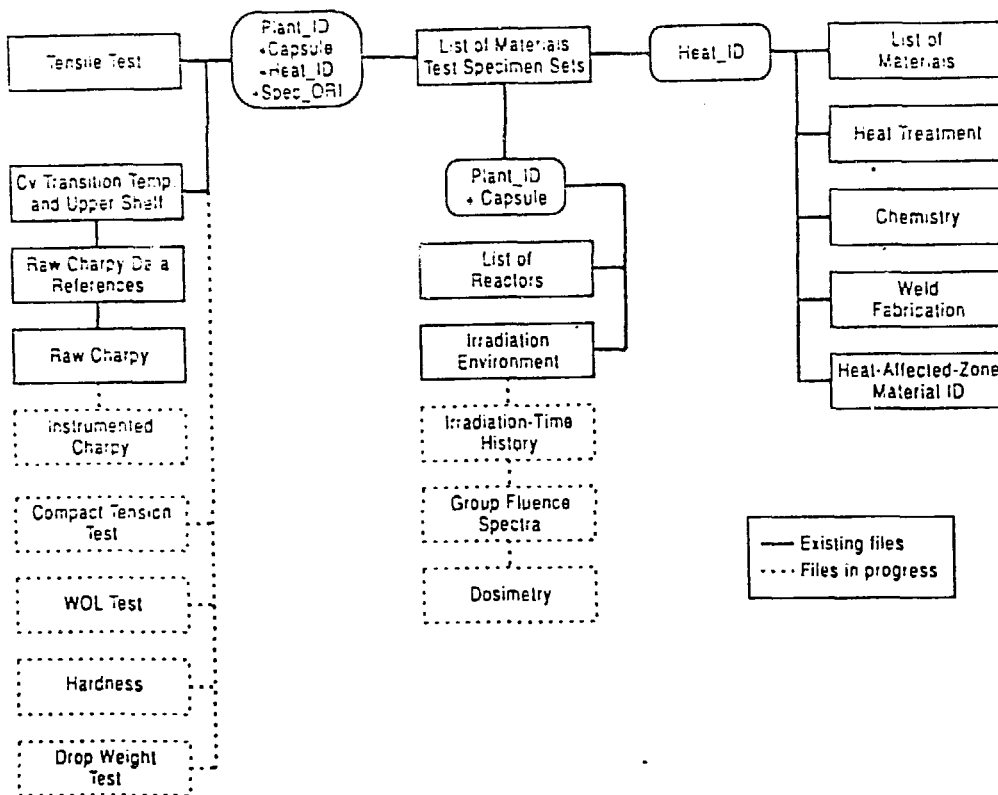 Tensile Test
Plant_ID
+Capsule
+Heat_ID
+Spec_ORI
List of Materials
Test Specimen Sets
Heat_ID
List of
Materials
Heat Treatment
Chemistry
Weld
Fabrication
Heat-Affected-Zone
Material ID
Cv Transition Temp.
and Upper Shelf
Raw Charpy Data
References
Raw Charpy
Instrumented
Charpy
Compact Tension
Test
WOL Test
Hardness
Drop Weight
Test
Plant_ID
+ Capsule
List of
Reactors
Irradiation
Environment
Irradiation-Time
History
Group Fluence
Spectra
Dosimetry
Existing files
Files in progress